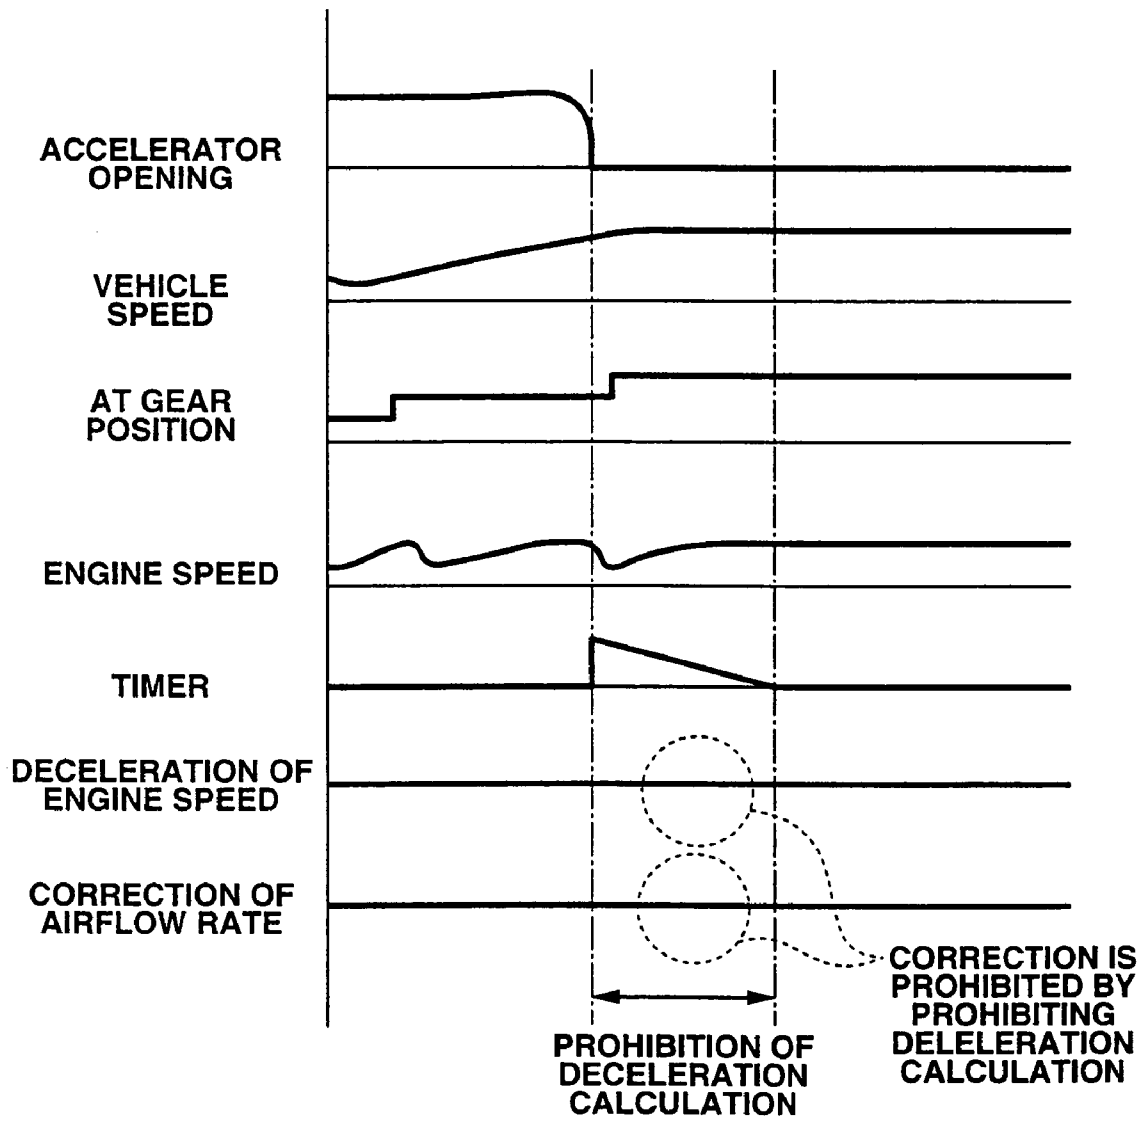 ACCELERATOR
OPENING
VEHICLE
SPEED
AT GEAR
POSITION
ENGINE SPEED
TIMER
DECELERATION OF
ENGINE SPEED
CORRECTION OF
AIRFLOW RATE
CORRECTION IS
PROHIBITED BY
PROHIBITING
DELELERATION
CALCULATION
PROHIBITION OF
DECELERATION
CALCULATION